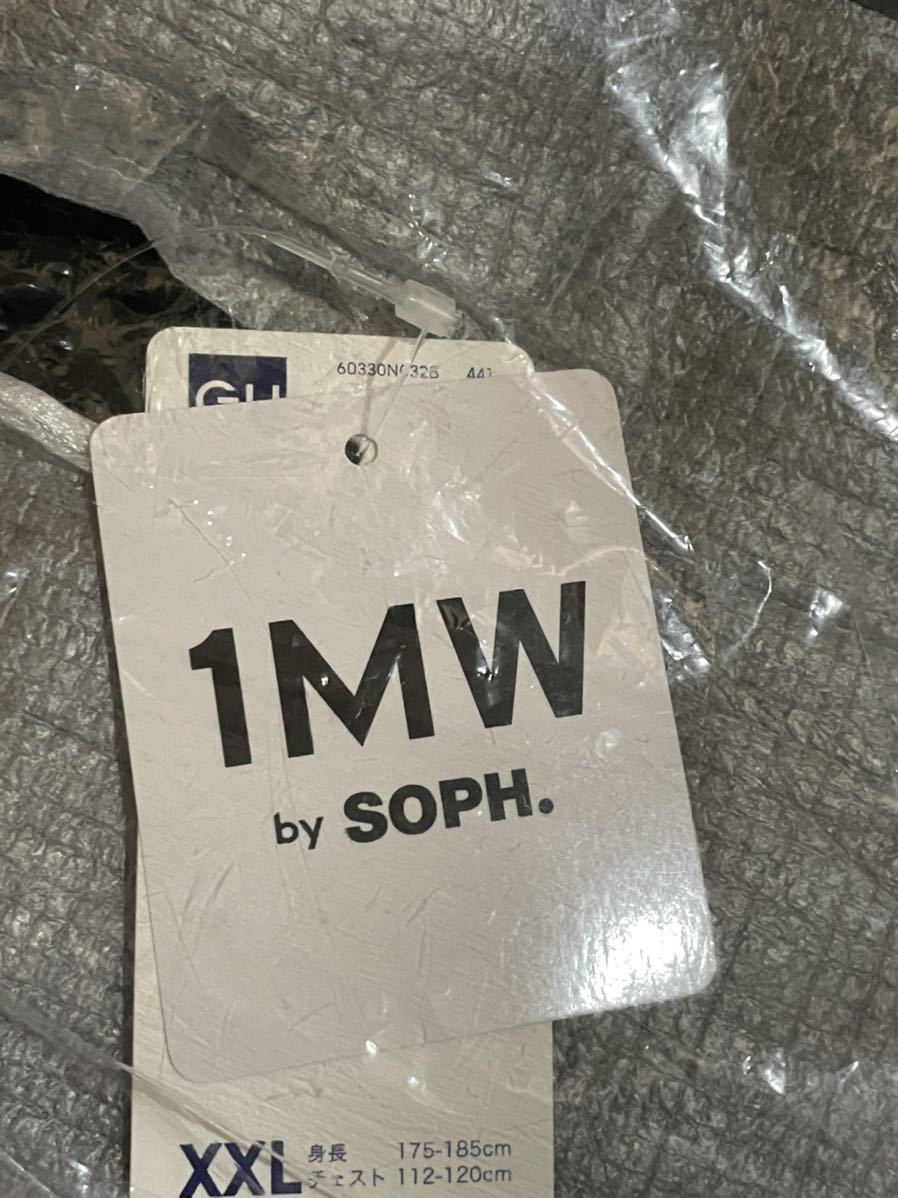 GU
60330N032B 441
1MW
by SOPH.
XXL
身長 175-185cm
チェスト 112-120cm